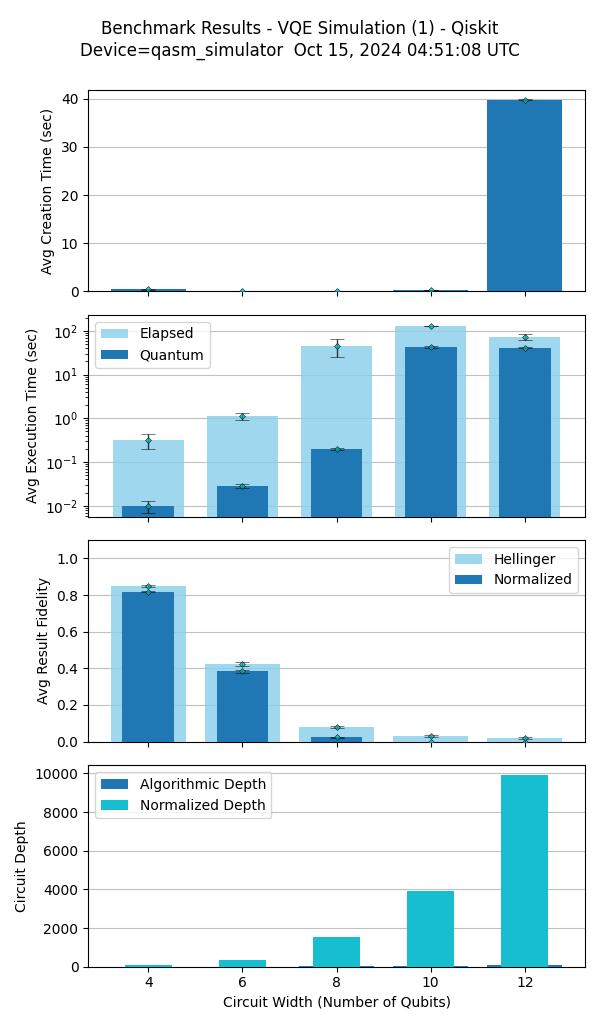 Benchmark Results - VQE Simulation (1) - Qiskit
Device=qasm_simulator  Oct 15, 2024 04:51:08 UTC
Avg Creation Time (sec)
40
30
20
10
0
Avg Execution Time (sec)
Elapsed
Quantum
10²
10¹
10⁰
10⁻¹
10⁻²
Avg Result Fidelity
Hellinger
Normalized
1.0
0.8
0.6
0.4
0.2
0.0
Circuit Depth
Algorithmic Depth
Normalized Depth
10000
8000
6000
4000
2000
0
4 6 8 10 12
Circuit Width (Number of Qubits)